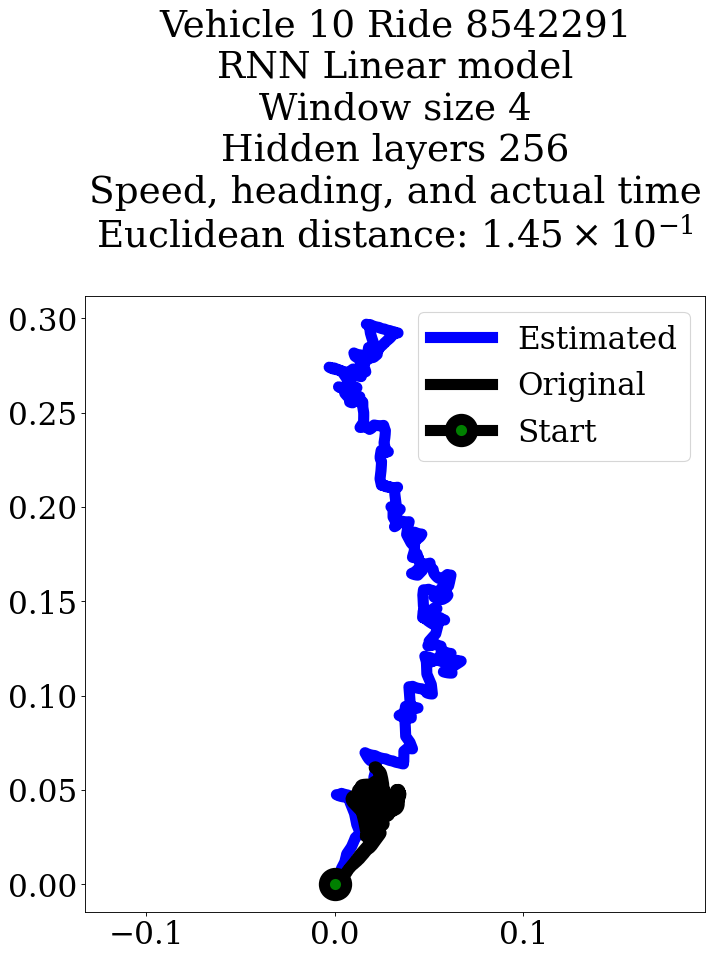 Vehicle 10 Ride 8542291
RNN Linear model
Window size 4
Hidden layers 256
Speed, heading, and actual time
Euclidean distance: 1.45 × 10⁻¹
0.30
0.25
0.20
0.15
0.10
0.05
0.00
Estimated
Original
Start
−0.1
0.0
0.1